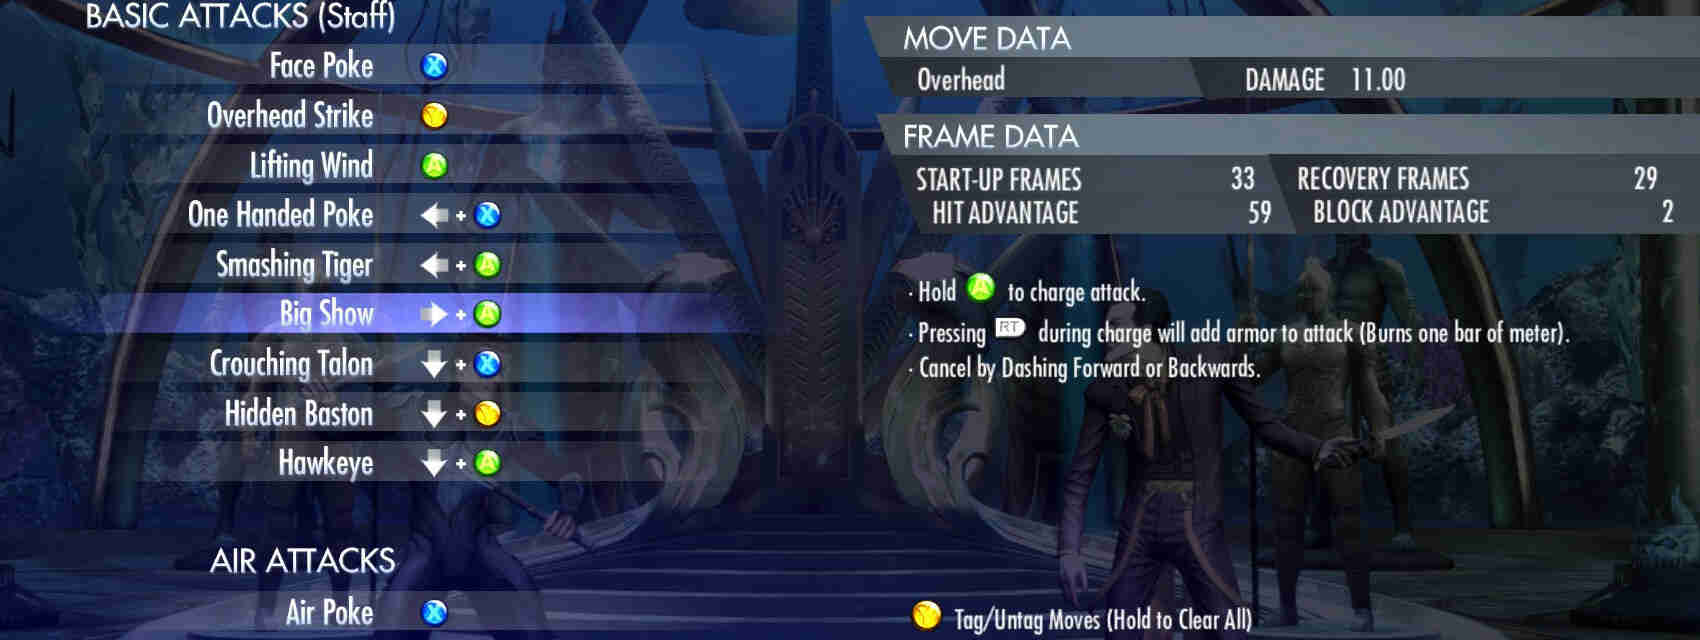 BASIC ATTACKS (Staff)
Face Poke X
Overhead Strike Y
Lifting Wind A
One Handed Poke + X
Smashing Tiger + A
Big Show + A
Crouching Talon + X
Hidden Baston + Y
Hawkeye + A
AIR ATTACKS
Air Poke X
MOVE DATA
Overhead DAMAGE 11.00
FRAME DATA
START-UP FRAMES 33 RECOVERY FRAMES 29
HIT ADVANTAGE 59 BLOCK ADVANTAGE 2
· Hold A to charge attack.
· Pressing RT during charge will add armor to attack (Burns one bar of meter).
· Cancel by Dashing Forward or Backwards.
Y Tag/Untag Moves (Hold to Clear All)